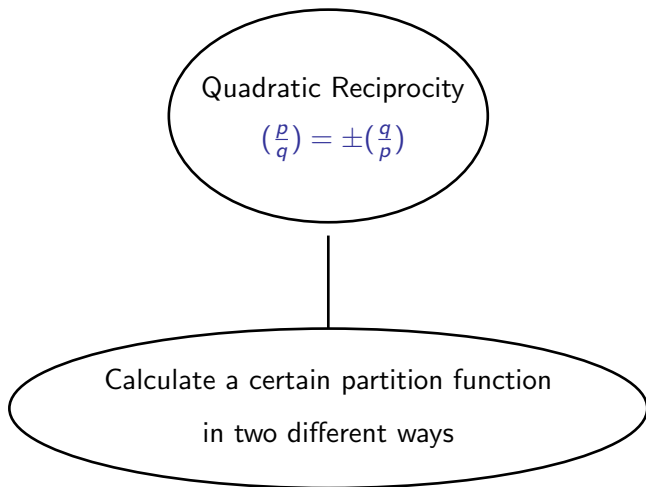 Quadratic Reciprocity
(p/q) = ±(q/p)
Calculate a certain partition function
in two different ways